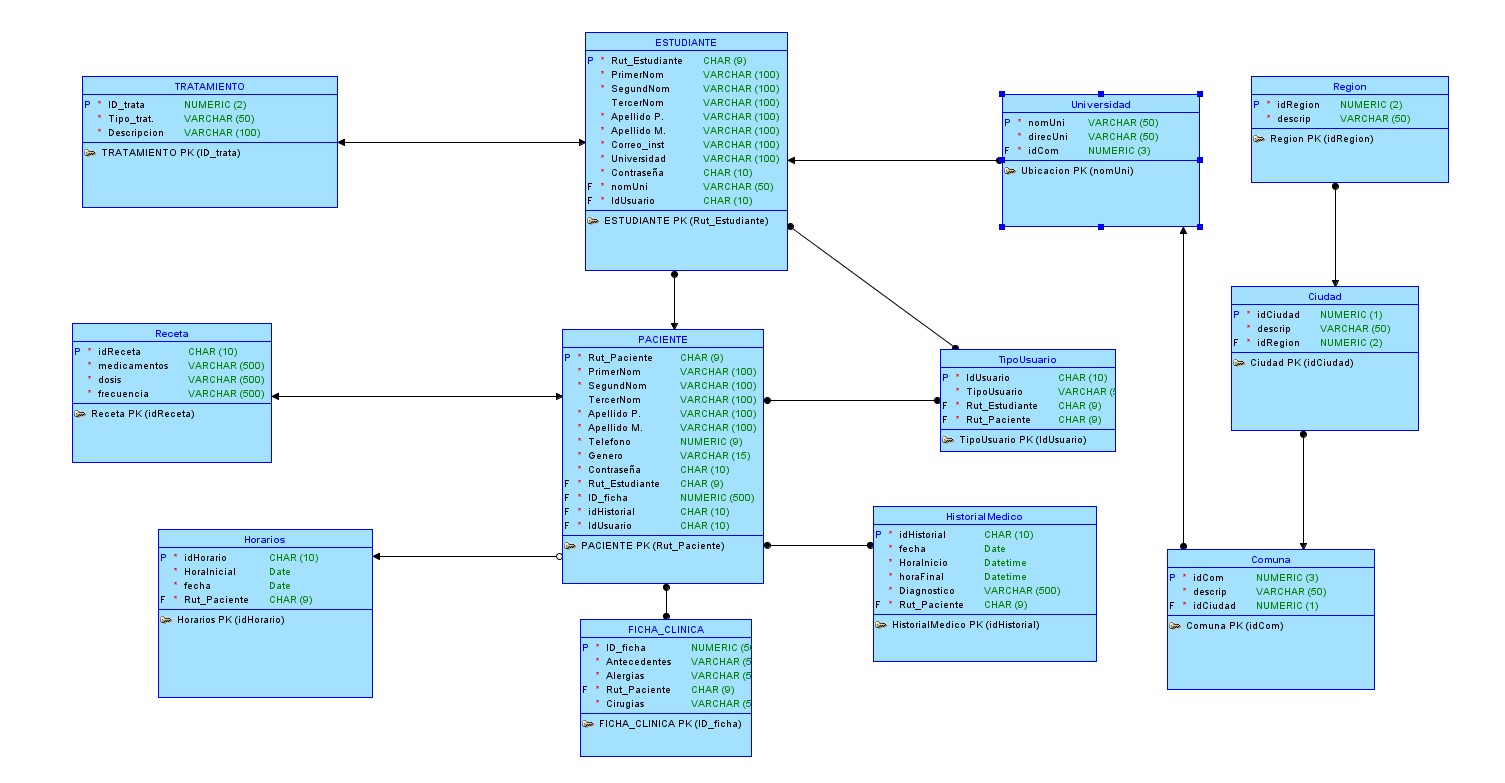 ESTUDIANTE
P * Rut_Estudiante CHAR (9)
* PrimerNom VARCHAR (100)
* SegundNom VARCHAR (100)
TercerNom VARCHAR (100)
* Apellido P. VARCHAR (100)
* Apellido M. VARCHAR (100)
* Correo_inst VARCHAR (100)
* Universidad VARCHAR (100)
* Contraseña CHAR (10)
F * nomUni VARCHAR (50)
F * IdUsuario CHAR (10)
ESTUDIANTE PK (Rut_Estudiante)
TRATAMIENTO
P * ID_trata NUMERIC (2)
* Tipo_trat. VARCHAR (50)
* Descripcion VARCHAR (100)
TRATAMIENTO PK (ID_trata)
Universidad
P * nomUni VARCHAR (50)
* direcUni VARCHAR (50)
F * idCom NUMERIC (3)
Ubicacion PK (nomUni)
Region
P * idRegion NUMERIC (2)
* descrip VARCHAR (50)
Region PK (idRegion)
Ciudad
P * idCiudad NUMERIC (1)
* descrip VARCHAR (50)
F * idRegion NUMERIC (2)
Ciudad PK (idCiudad)
Receta
P * idReceta CHAR (10)
* medicamentos VARCHAR (500)
* dosis VARCHAR (500)
* frecuencia VARCHAR (500)
Receta PK (idReceta)
PACIENTE
P * Rut_Paciente CHAR (9)
* PrimerNom VARCHAR (100)
* SegundNom VARCHAR (100)
TercerNom VARCHAR (100)
* Apellido P. VARCHAR (100)
* Apellido M. VARCHAR (100)
* Telefono NUMERIC (9)
* Genero VARCHAR (15)
* Contraseña CHAR (10)
F * Rut_Estudiante CHAR (9)
F * ID_ficha NUMERIC (500)
F * idHistorial CHAR (10)
F * IdUsuario CHAR (10)
PACIENTE PK (Rut_Paciente)
TipoUsuario
P * IdUsuario CHAR (10)
* TipoUsuario VARCHAR (5
F * Rut_Estudiante CHAR (9)
F * Rut_Paciente CHAR (9)
TipoUsuario PK (IdUsuario)
Horarios
P * idHorario CHAR (10)
* HoraInicial Date
* fecha Date
F * Rut_Paciente CHAR (9)
Horarios PK (idHorario)
HistorialMedico
P * idHistorial CHAR (10)
* fecha Date
* HoraInicio Datetime
* horaFinal Datetime
* Diagnostico VARCHAR (500)
F * Rut_Paciente CHAR (9)
HistorialMedico PK (idHistorial)
Comuna
P * idCom NUMERIC (3)
* descrip VARCHAR (50)
F * idCiudad NUMERIC (1)
Comuna PK (idCom)
FICHA_CLINICA
P * ID_ficha NUMERIC (50
* Antecedentes VARCHAR (5
* Alergias VARCHAR (5
F * Rut_Paciente CHAR (9)
* Cirugias VARCHAR (5
FICHA_CLINICA PK (ID_ficha)